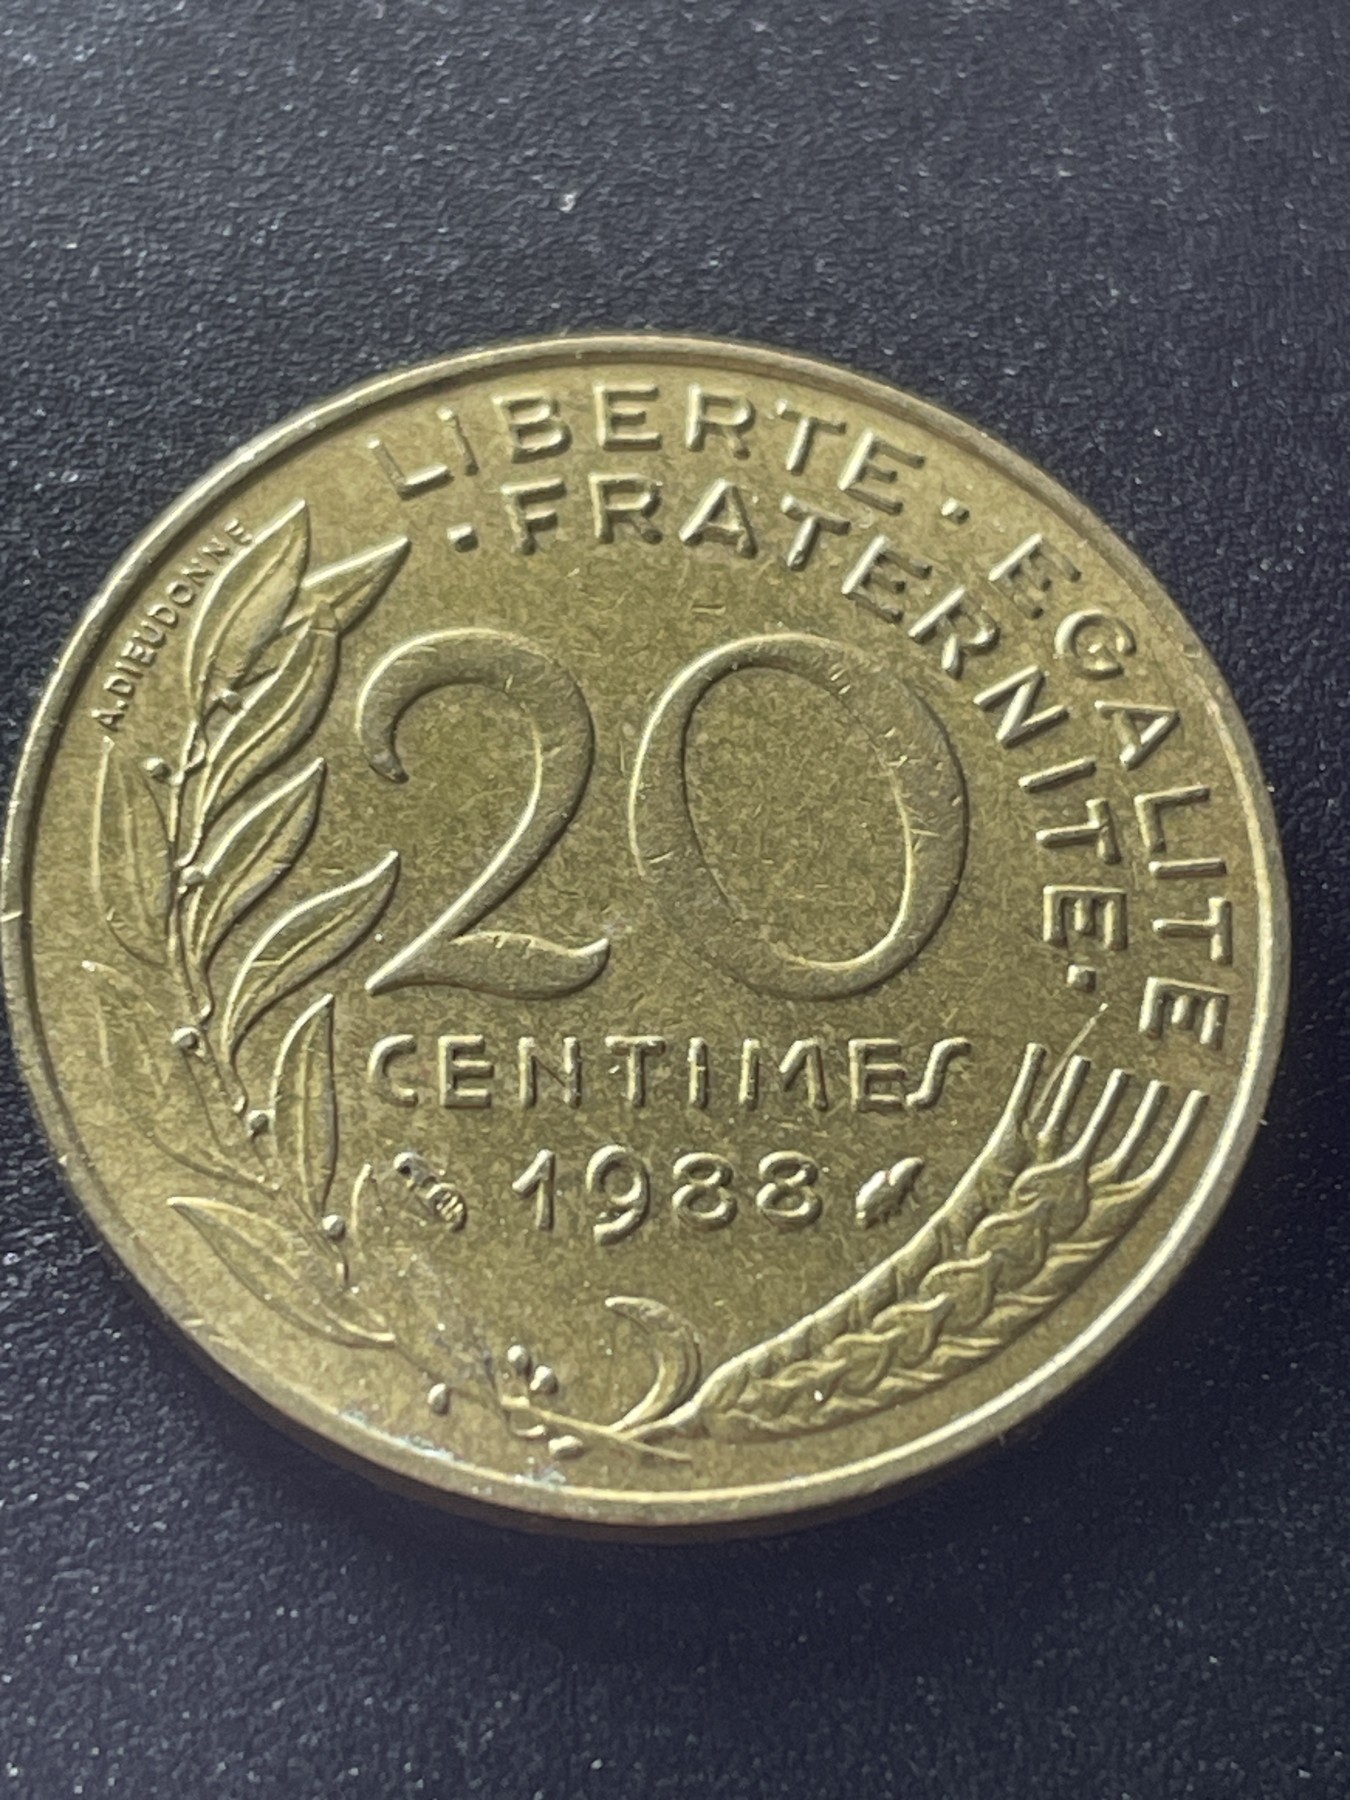 LIBERTE · EGALITE
· FRATERNITE ·
A.DIEUDONNE
20
CENTIMES
1988